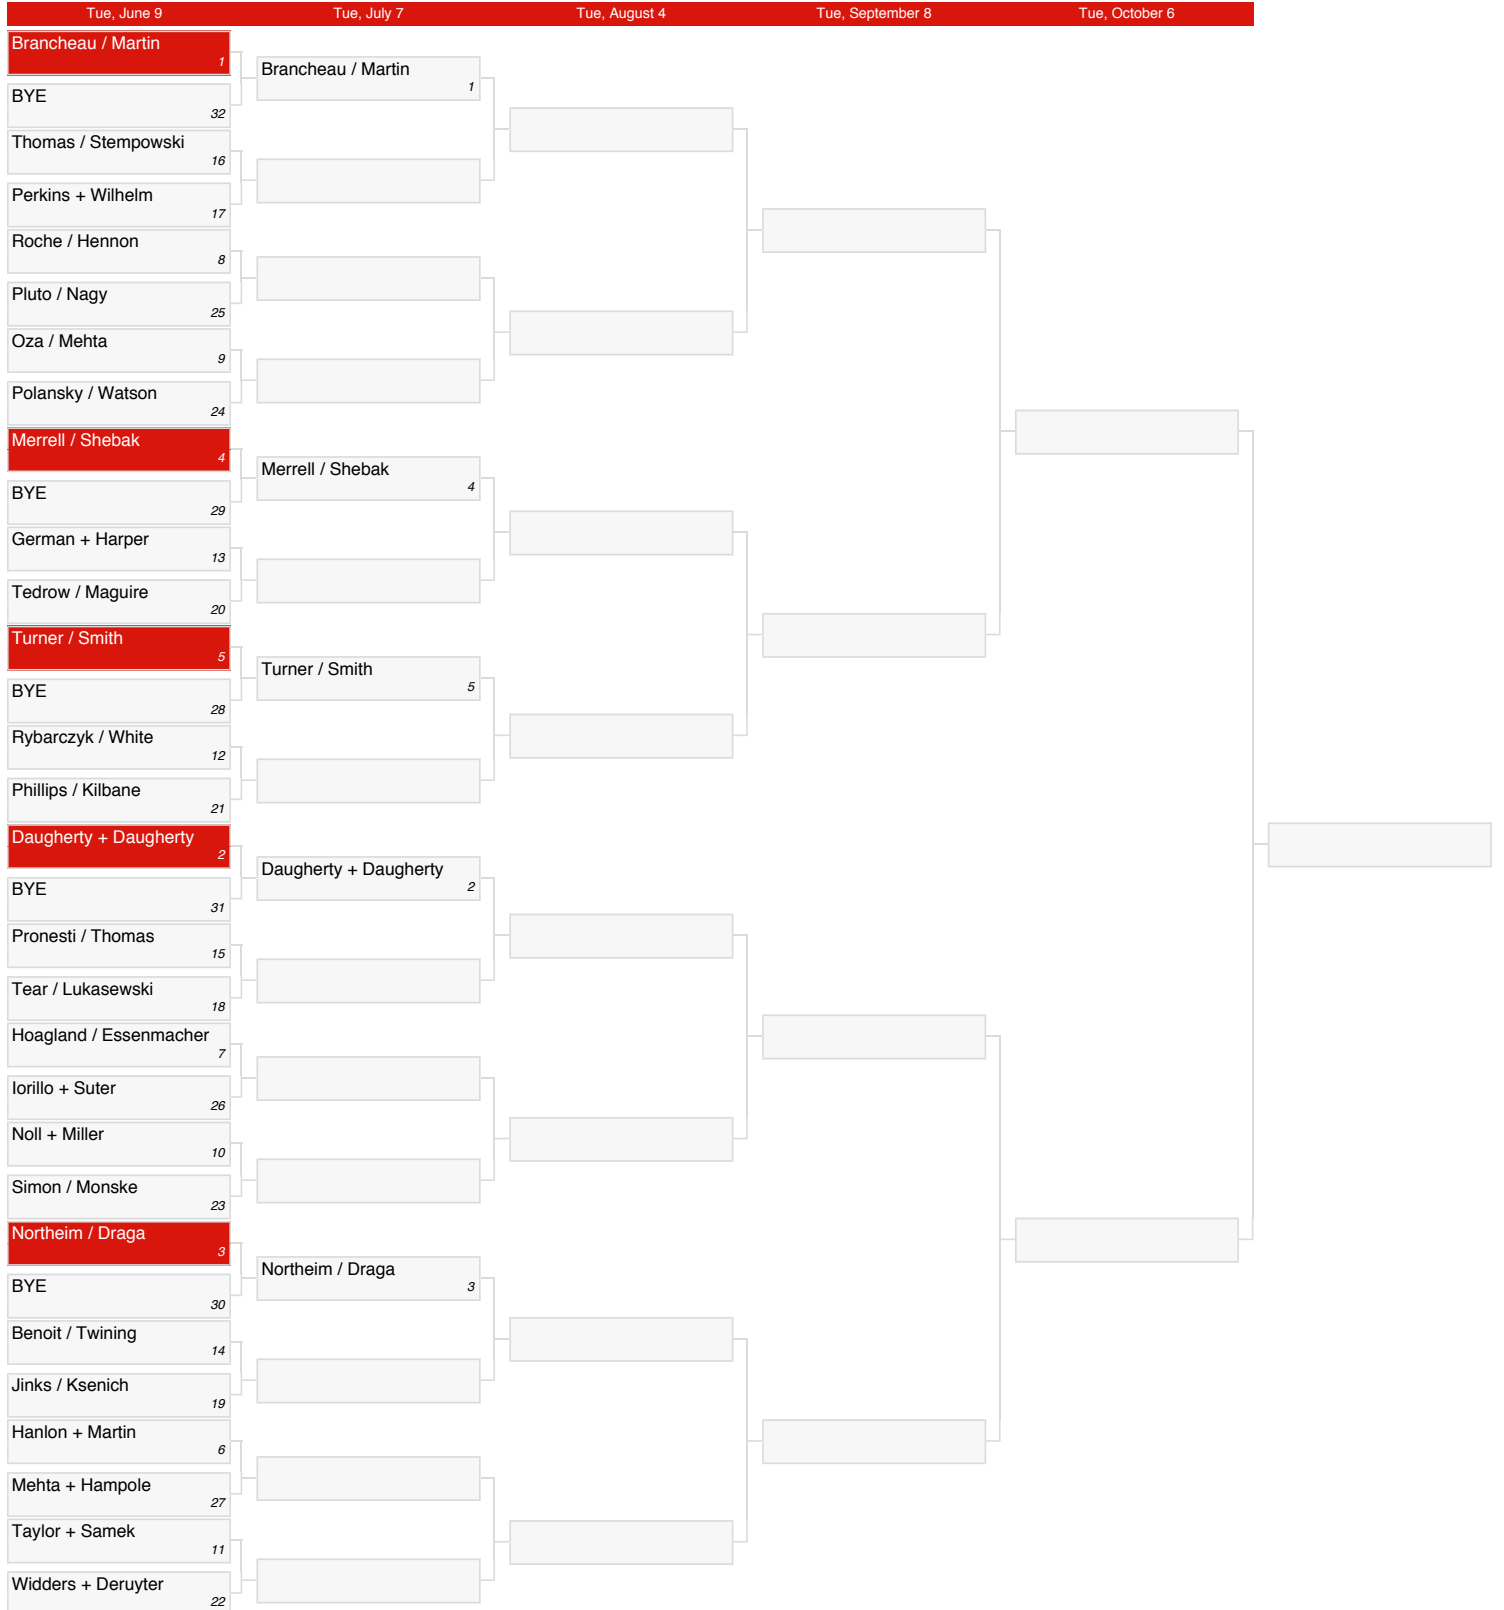 Tue, June 9
Tue, July 7
Tue, August 4
Tue, September 8
Tue, October 6
Brancheau / Martin
1
BYE
32
Thomas / Stempowski
16
Perkins + Wilhelm
17
Roche / Hennon
8
Pluto / Nagy
25
Oza / Mehta
9
Polansky / Watson
24
Merrell / Shebak
4
BYE
29
German + Harper
13
Tedrow / Maguire
20
Turner / Smith
5
BYE
28
Rybarczyk / White
12
Phillips / Kilbane
21
Daugherty + Daugherty
2
BYE
31
Pronesti / Thomas
15
Tear / Lukasewski
18
Hoagland / Essenmacher
7
Iorillo + Suter
26
Noll + Miller
10
Simon / Monske
23
Northeim / Draga
3
BYE
30
Benoit / Twining
14
Jinks / Ksenich
19
Hanlon + Martin
6
Mehta + Hampole
27
Taylor + Samek
11
Widders + Deruyter
22
Brancheau / Martin
1
Merrell / Shebak
4
Turner / Smith
5
Daugherty + Daugherty
2
Northeim / Draga
3